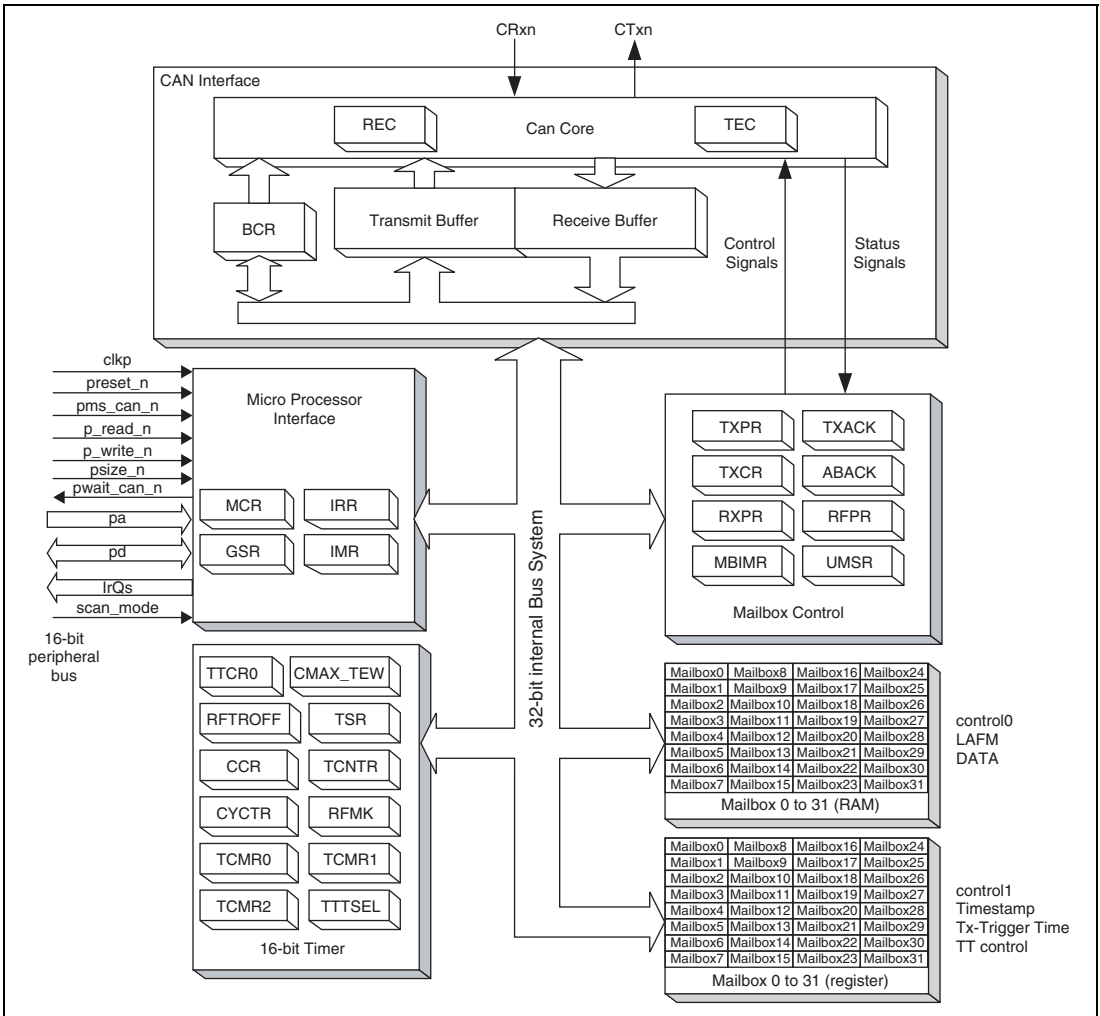 CRxn
CTxn
CAN Interface
REC
Can Core
TEC
BCR
Transmit Buffer
Receive Buffer
Control
Signals
Status
Signals
clkp
preset_n
pms_can_n
p_read_n
p_write_n
psize_n
pwait_can_n
pa
pd
IrQs
scan_mode
16-bit
peripheral
bus
Micro Processor
Interface
MCR
IRR
GSR
IMR
32-bit internal Bus System
TXPR
TXACK
TXCR
ABACK
RXPR
RFPR
MBIMR
UMSR
Mailbox Control
TTCR0
CMAX_TEW
RFTROFF
TSR
CCR
TCNTR
CYCTR
RFMK
TCMR0
TCMR1
TCMR2
TTTSEL
16-bit Timer
Mailbox0 Mailbox8 Mailbox16 Mailbox24
Mailbox1 Mailbox9 Mailbox17 Mailbox25
Mailbox2 Mailbox10 Mailbox18 Mailbox26
Mailbox3 Mailbox11 Mailbox19 Mailbox27
Mailbox4 Mailbox12 Mailbox20 Mailbox28
Mailbox5 Mailbox13 Mailbox21 Mailbox29
Mailbox6 Mailbox14 Mailbox22 Mailbox30
Mailbox7 Mailbox15 Mailbox23 Mailbox31
Mailbox 0 to 31 (RAM)
control0
LAFM
DATA
Mailbox0 Mailbox8 Mailbox16 Mailbox24
Mailbox1 Mailbox9 Mailbox17 Mailbox25
Mailbox2 Mailbox10 Mailbox18 Mailbox26
Mailbox3 Mailbox11 Mailbox19 Mailbox27
Mailbox4 Mailbox12 Mailbox20 Mailbox28
Mailbox5 Mailbox13 Mailbox21 Mailbox29
Mailbox6 Mailbox14 Mailbox22 Mailbox30
Mailbox7 Mailbox15 Mailbox23 Mailbox31
Mailbox 0 to 31 (register)
control1
Timestamp
Tx-Trigger Time
TT control